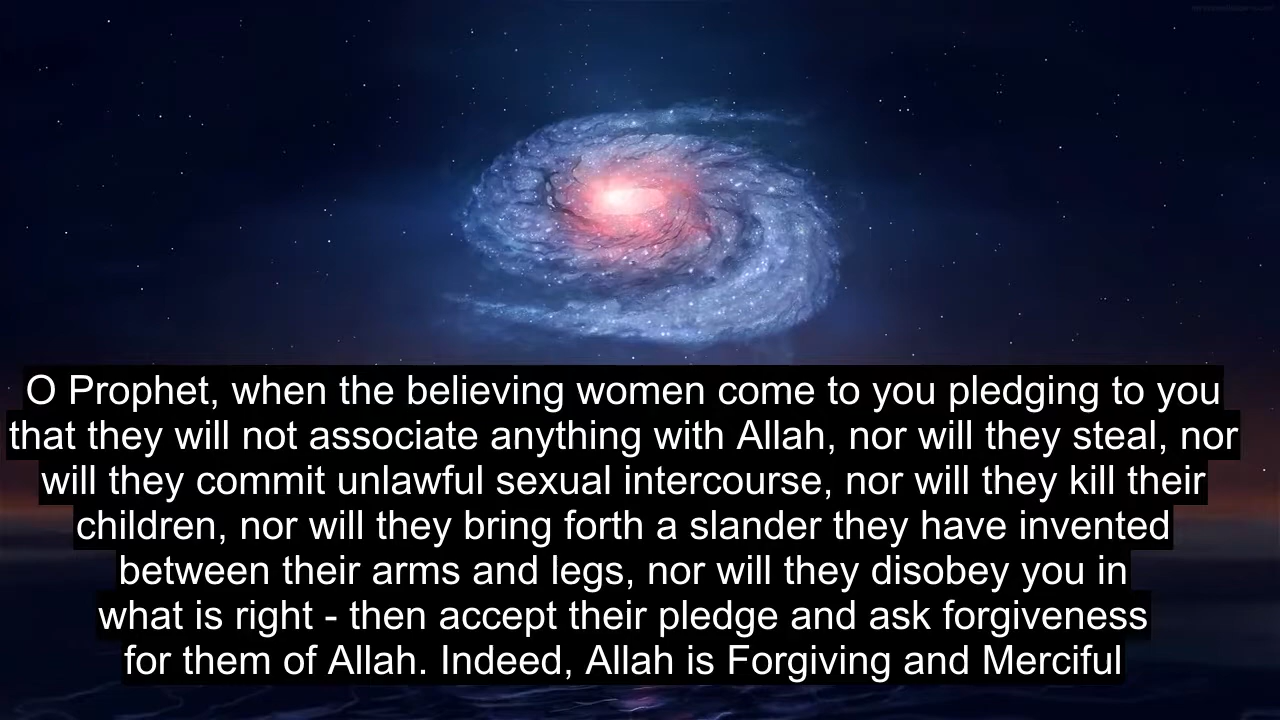 O Prophet, when the believing women come to you pledging to you
that they will not associate anything with Allah, nor will they steal, nor
will they commit unlawful sexual intercourse, nor will they kill their
children, nor will they bring forth a slander they have invented
between their arms and legs, nor will they disobey you in
what is right - then accept their pledge and ask forgiveness
for them of Allah. Indeed, Allah is Forgiving and Merciful